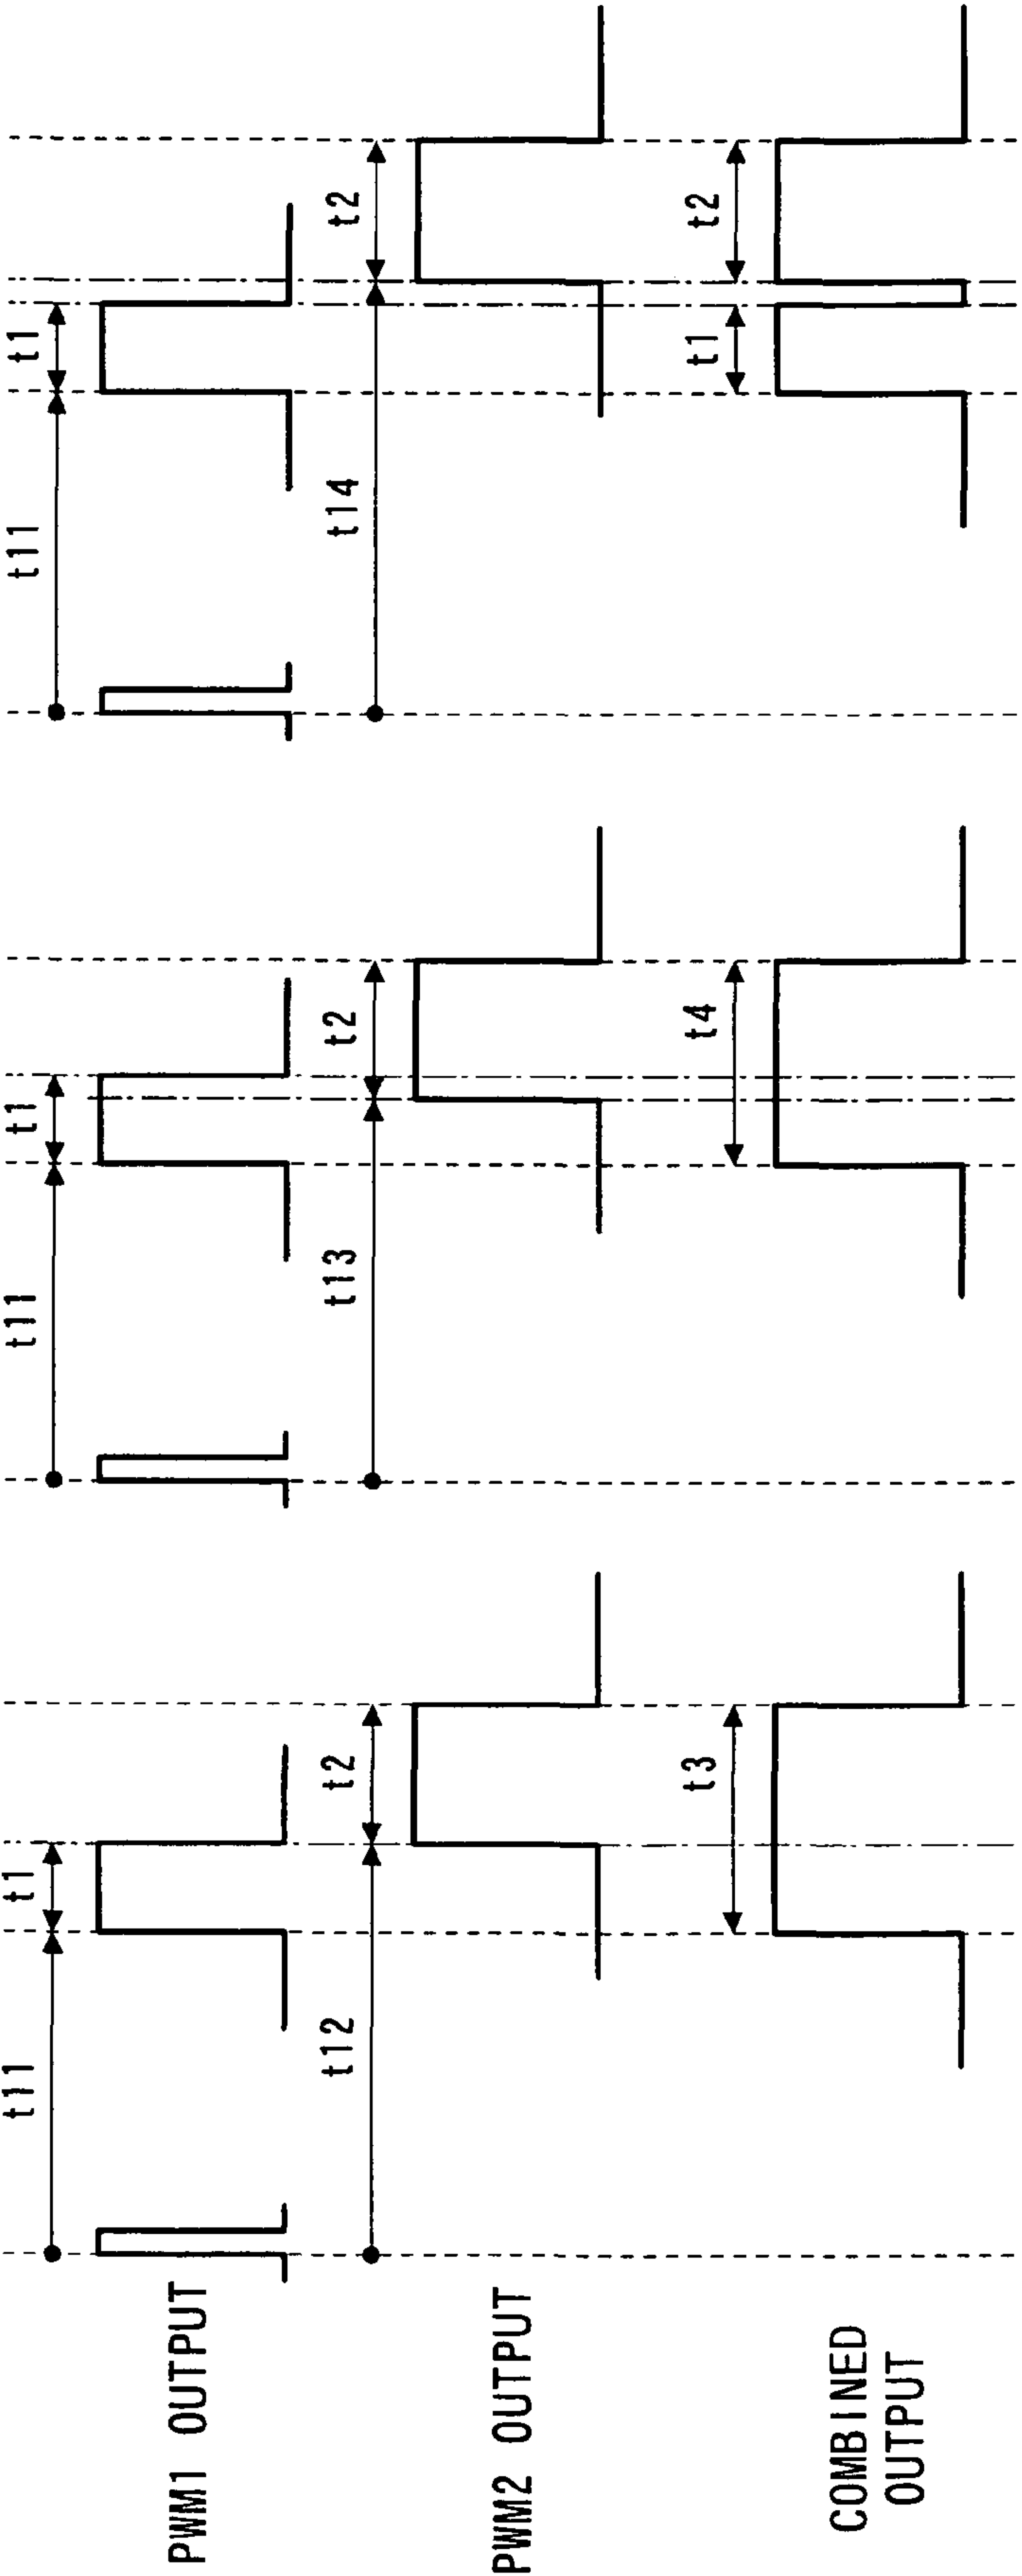 PWM1 OUTPUT
t11
t1
t11
t1
t11
t1
PWM2 OUTPUT
t12
t2
t13
t2
t14
t2
COMBINED
OUTPUT
t3
t4
t1
t2